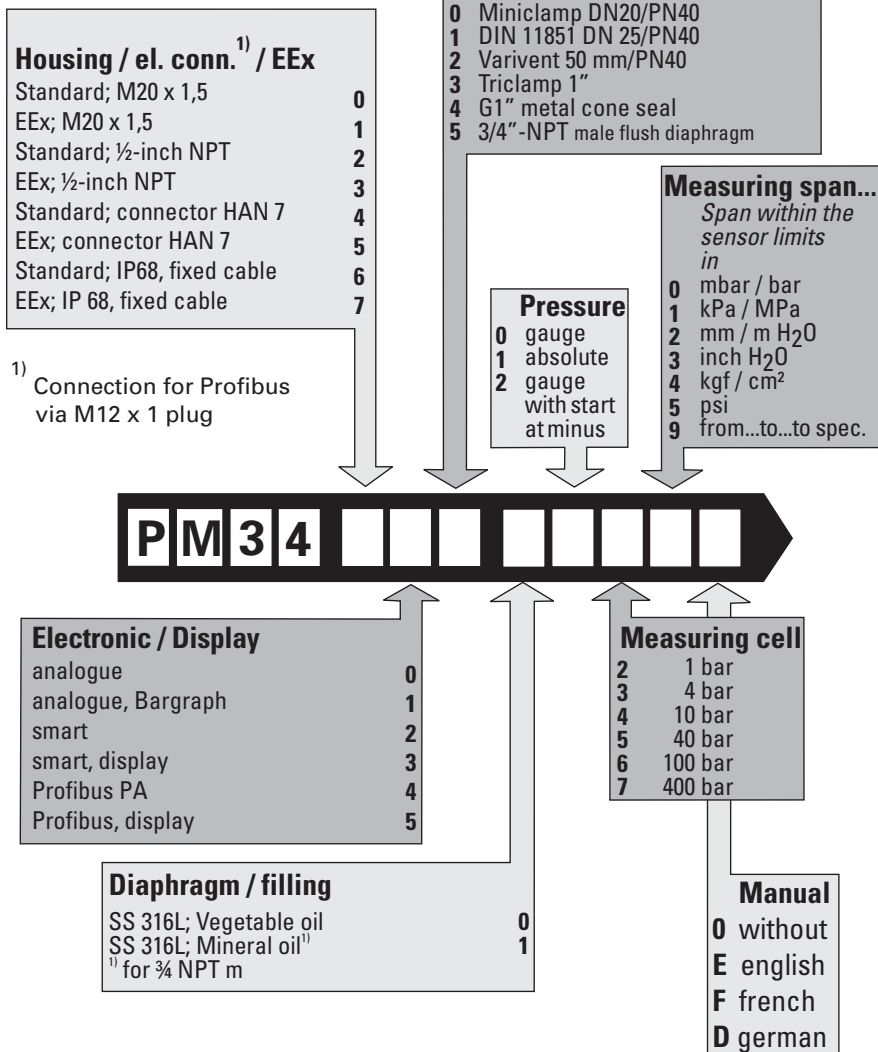 0 Miniclamp DN20/PN40
1 DIN 11851 DN 25/PN40
2 Varivent 50 mm/PN40
3 Triclamp 1”
4 G1” metal cone seal
5 3/4”-NPT male flush diaphragm
Housing / el. conn.1) / EEx
Standard; M20 x 1,5 0
EEx; M20 x 1,5 1
Standard; ½-inch NPT 2
EEx; ½-inch NPT 3
Standard; connector HAN 7 4
EEx; connector HAN 7 5
Standard; IP68, fixed cable 6
EEx; IP 68, fixed cable 7
1) Connection for Profibus
via M12 x 1 plug
Pressure
0 gauge
1 absolute
2 gauge
with start
at minus
Measuring span...
Span within the
sensor limits
in
0 mbar / bar
1 kPa / MPa
2 mm / m H2O
3 inch H2O
4 kgf / cm²
5 psi
9 from...to...to spec.
PM34
Electronic / Display
analogue 0
analogue, Bargraph 1
smart 2
smart, display 3
Profibus PA 4
Profibus, display 5
Measuring cell
2 1 bar
3 4 bar
4 10 bar
5 40 bar
6 100 bar
7 400 bar
Diaphragm / filling
SS 316L; Vegetable oil 0
SS 316L; Mineral oil1) 1
1) for ¾ NPT m
Manual
0 without
E english
F french
D german